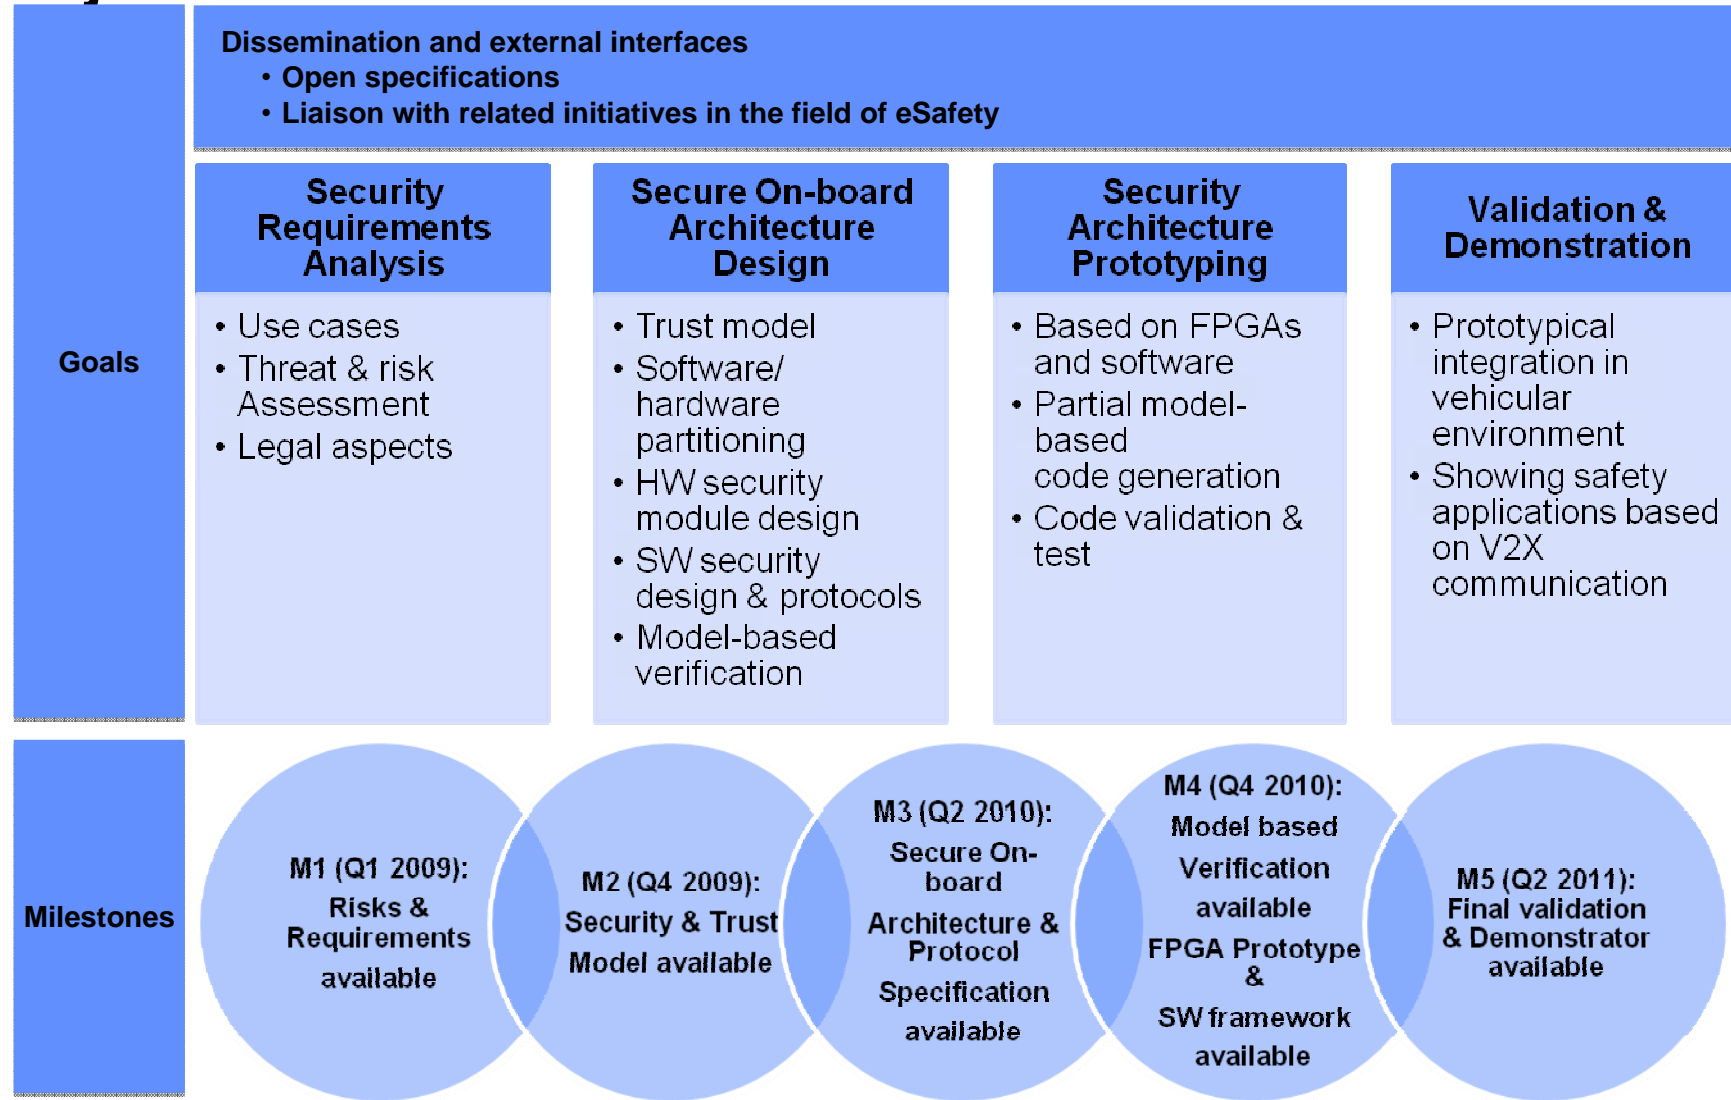 Dissemination and external interfaces
• Open specifications
• Liaison with related initiatives in the field of eSafety
Goals
Security
Requirements
Analysis
• Use cases
• Threat & risk
Assessment
• Legal aspects
Secure On-board
Architecture
Design
• Trust model
• Software/
hardware
partitioning
• HW security
module design
• SW security
design & protocols
• Model-based
verification
Security
Architecture
Prototyping
• Based on FPGAs
and software
• Partial model-
based
code generation
• Code validation &
test
Validation &
Demonstration
• Prototypical
integration in
vehicular
environment
• Showing safety
applications based
on V2X
communication
Milestones
M1 (Q1 2009):
Risks &
Requirements
available
M2 (Q4 2009):
Security & Trust
Model available
M3 (Q2 2010):
Secure On-
board
Architecture &
Protocol
Specification
available
M4 (Q4 2010):
Model based
Verification
available
FPGA Prototype
&
SW framework
available
M5 (Q2 2011):
Final validation
& Demonstrator
available